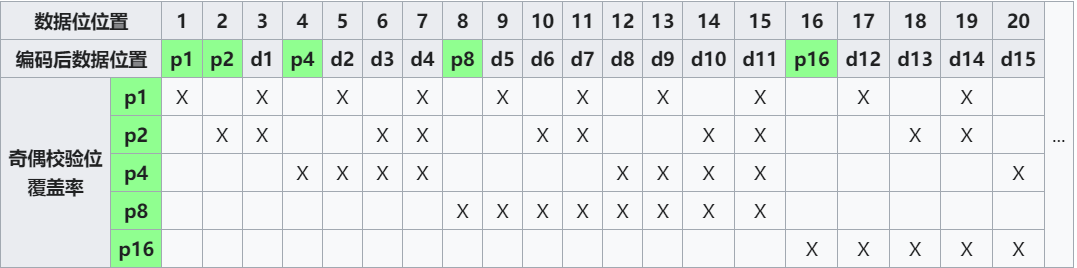 数据位位置 1 2 3 4 5 6 7 8 9 10 11 12 13 14 15 16 17 18 19 20
编码后数据位置 p1 p2 d1 p4 d2 d3 d4 p8 d5 d6 d7 d8 d9 d10 d11 p16 d12 d13 d14 d15
奇偶校验位
覆盖率
p1 X X X X X X X X X X
p2 X X X X X X X X X X
p4 X X X X X X X X X
p8 X X X X X X X X
p16 X X X X X
...